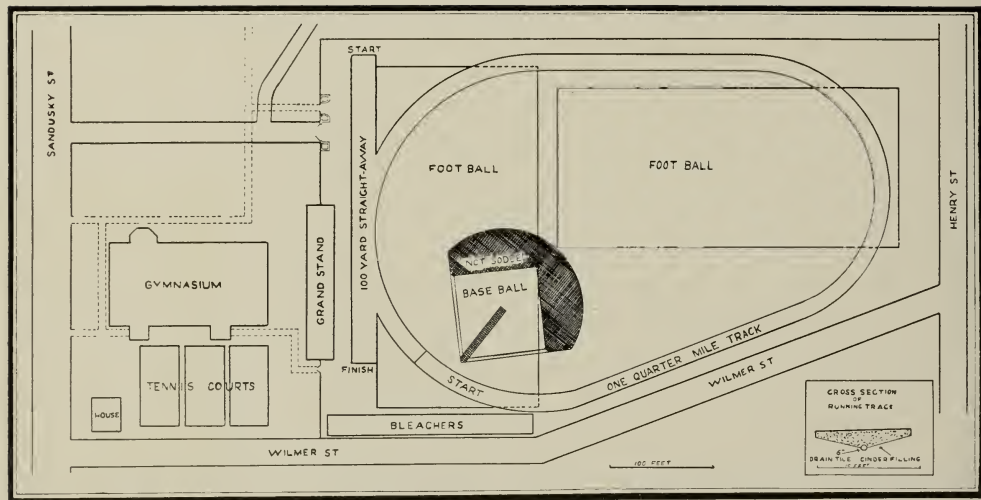 SANDUSKY ST
START
100 YARD STRAIGHT-AWAY
FINISH
GRAND STAND
GYMNASIUM
TENNIS COURTS
HOUSE
FOOT BALL
FOOT BALL
NOT SODDED
BASE BALL
START
ONE QUARTER MILE TRACK
BLEACHERS
WILMER ST
WILMER ST
HENRY ST
100 FEET
CROSS SECTION
OF
RUNNING TRACK
6"
DRAIN TILE CINDER FILLING